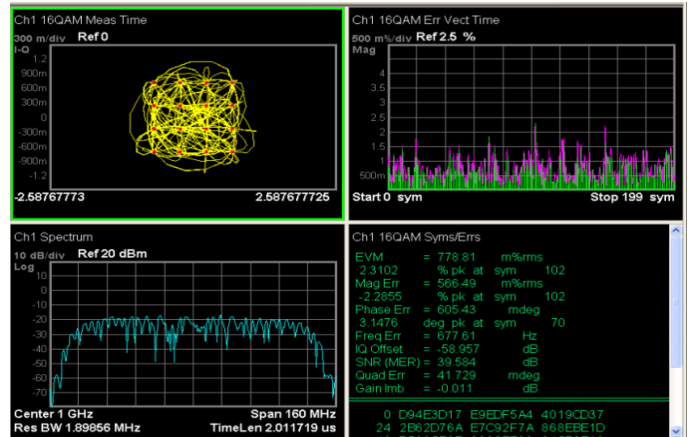 Ch1 16QAM Meas Time
300 m/div Ref 0
I-Q
1.2
900m
600m
300m
0
-300m
-600m
-900m
-1.2
-2.58767773 2.587677725
Ch1 16QAM Err Vect Time
500 m%/div Ref 2.5 %
Mag
4
3.5
3
2.5
2
1.5
1
500m
Start 0 sym Stop 199 sym
Ch1 Spectrum
10 dB/div Ref 20 dBm
Log
10
0
-10
-20
-30
-40
-50
-60
-70
Center 1 GHz Span 160 MHz
Res BW 1.89856 MHz TimeLen 2.011719 us
Ch1 16QAM Syms/Errs
EVM = 778.81 m%rms
2.3102 % pk at sym 102
Mag Err = 566.49 m%rms
-2.2855 % pk at sym 102
Phase Err = 605.43 mdeg
3.1476 deg pk at sym 70
Freq Err = 677.61 Hz
IQ Offset = -58.957 dB
SNR (MER) = 39.584 dB
Quad Err = 41.729 mdeg
Gain Imb = -0.011 dB
0 D94E3D17 E9EDF5A4 4019CD37
24 2B62D76A E7C92F7A 868EBE1D